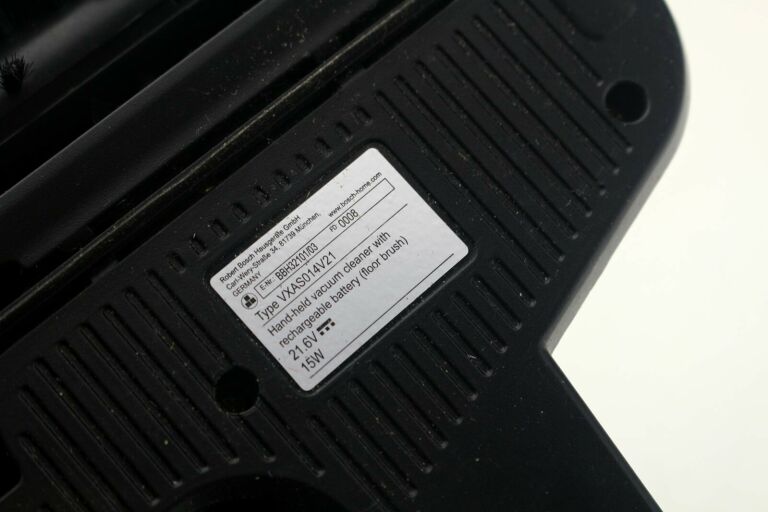 Robert Bosch Hausgeräte GmbH
Carl-Wery-Straße 34, 81739 München,
GERMANY www.bosch-home.com
E-Nr.: BBH32101/03 FD 0008
Type VXAS014V21
Hand-held vacuum cleaner with
rechargeable battery (floor brush)
21.6V
15W